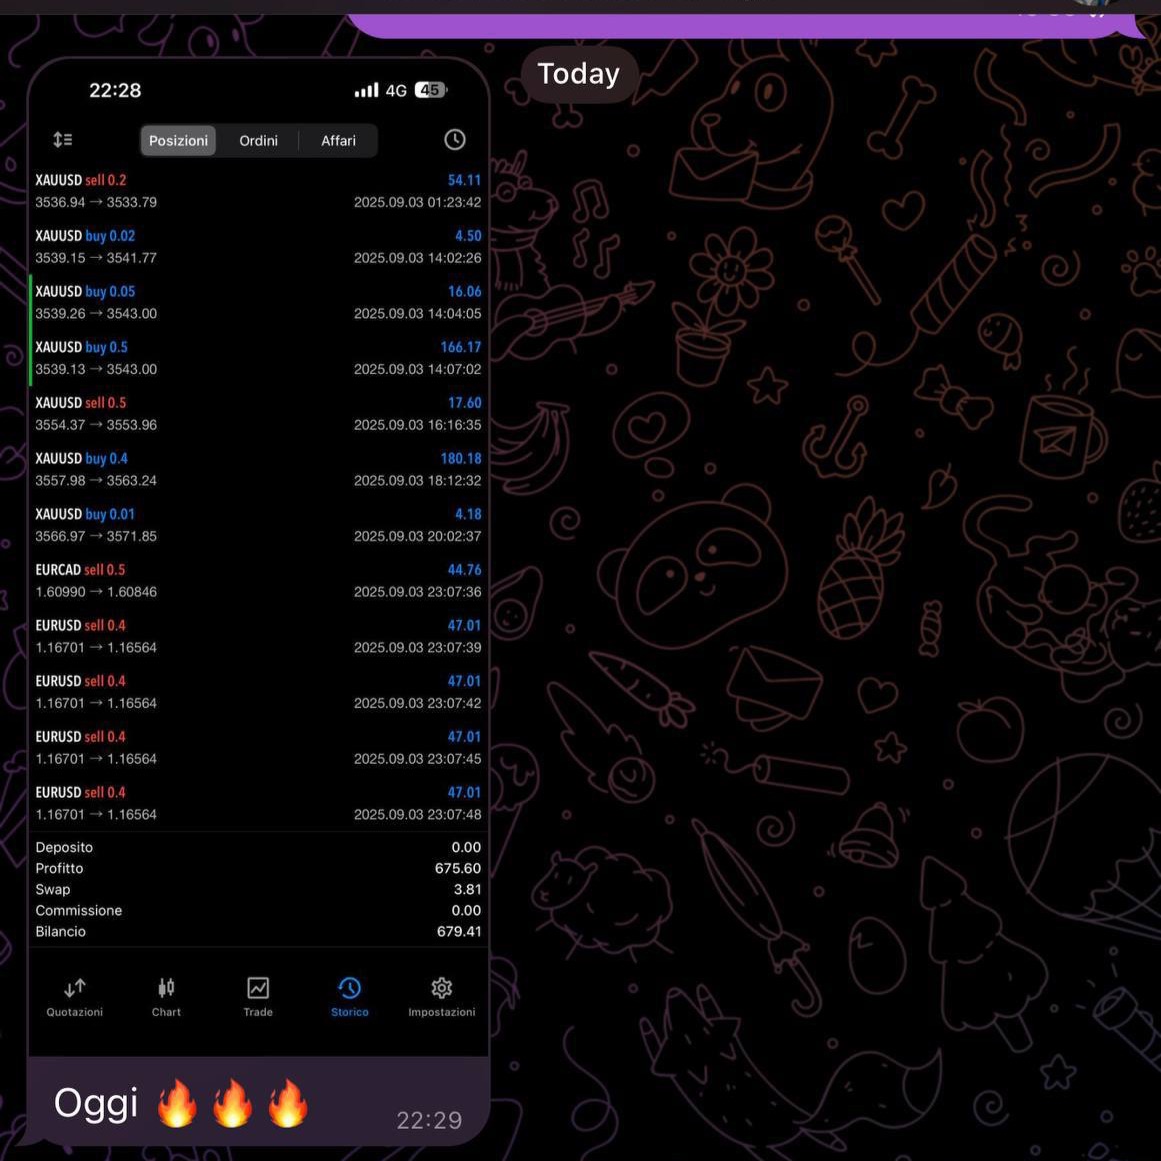 Today
22:28
4G 45
Posizioni Ordini Affari
XAUUSD sell 0.2 54.11
3536.94 → 3533.79 2025.09.03 01:23:42
XAUUSD buy 0.02 4.50
3539.15 → 3541.77 2025.09.03 14:02:26
XAUUSD buy 0.05 16.06
3539.26 → 3543.00 2025.09.03 14:04:05
XAUUSD buy 0.5 166.17
3539.13 → 3543.00 2025.09.03 14:07:02
XAUUSD sell 0.5 17.60
3554.37 → 3553.96 2025.09.03 16:16:35
XAUUSD buy 0.4 180.18
3557.98 → 3563.24 2025.09.03 18:12:32
XAUUSD buy 0.01 4.18
3566.97 → 3571.85 2025.09.03 20:02:37
EURCAD sell 0.5 44.76
1.60990 → 1.60846 2025.09.03 23:07:36
EURUSD sell 0.4 47.01
1.16701 → 1.16564 2025.09.03 23:07:39
EURUSD sell 0.4 47.01
1.16701 → 1.16564 2025.09.03 23:07:42
EURUSD sell 0.4 47.01
1.16701 → 1.16564 2025.09.03 23:07:45
EURUSD sell 0.4 47.01
1.16701 → 1.16564 2025.09.03 23:07:48
Deposito 0.00
Profitto 675.60
Swap 3.81
Commissione 0.00
Bilancio 679.41
Quotazioni Chart Trade Storico Impostazioni
Oggi 🔥🔥🔥
22:29